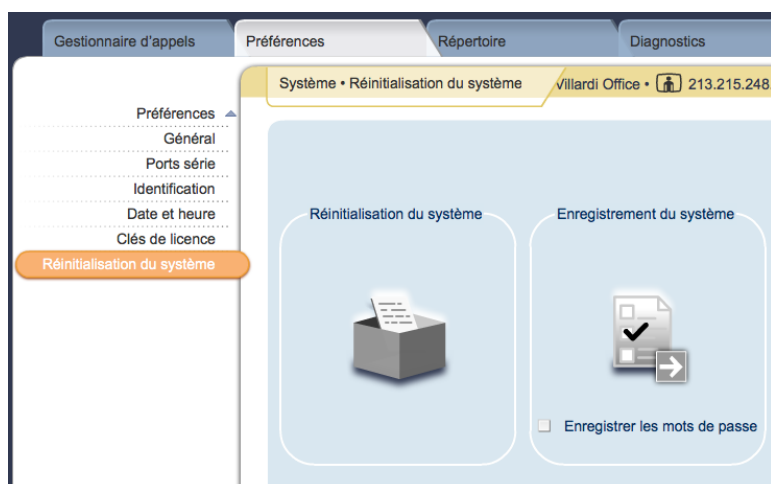 Gestionnaire d'appels
Préférences
Répertoire
Diagnostics
Système • Réinitialisation du système
Villardi Office • 213.215.248.
Préférences
Général
Ports série
Identification
Date et heure
Clés de licence
Réinitialisation du système
Réinitialisation du système
Enregistrement du système
Enregistrer les mots de passe